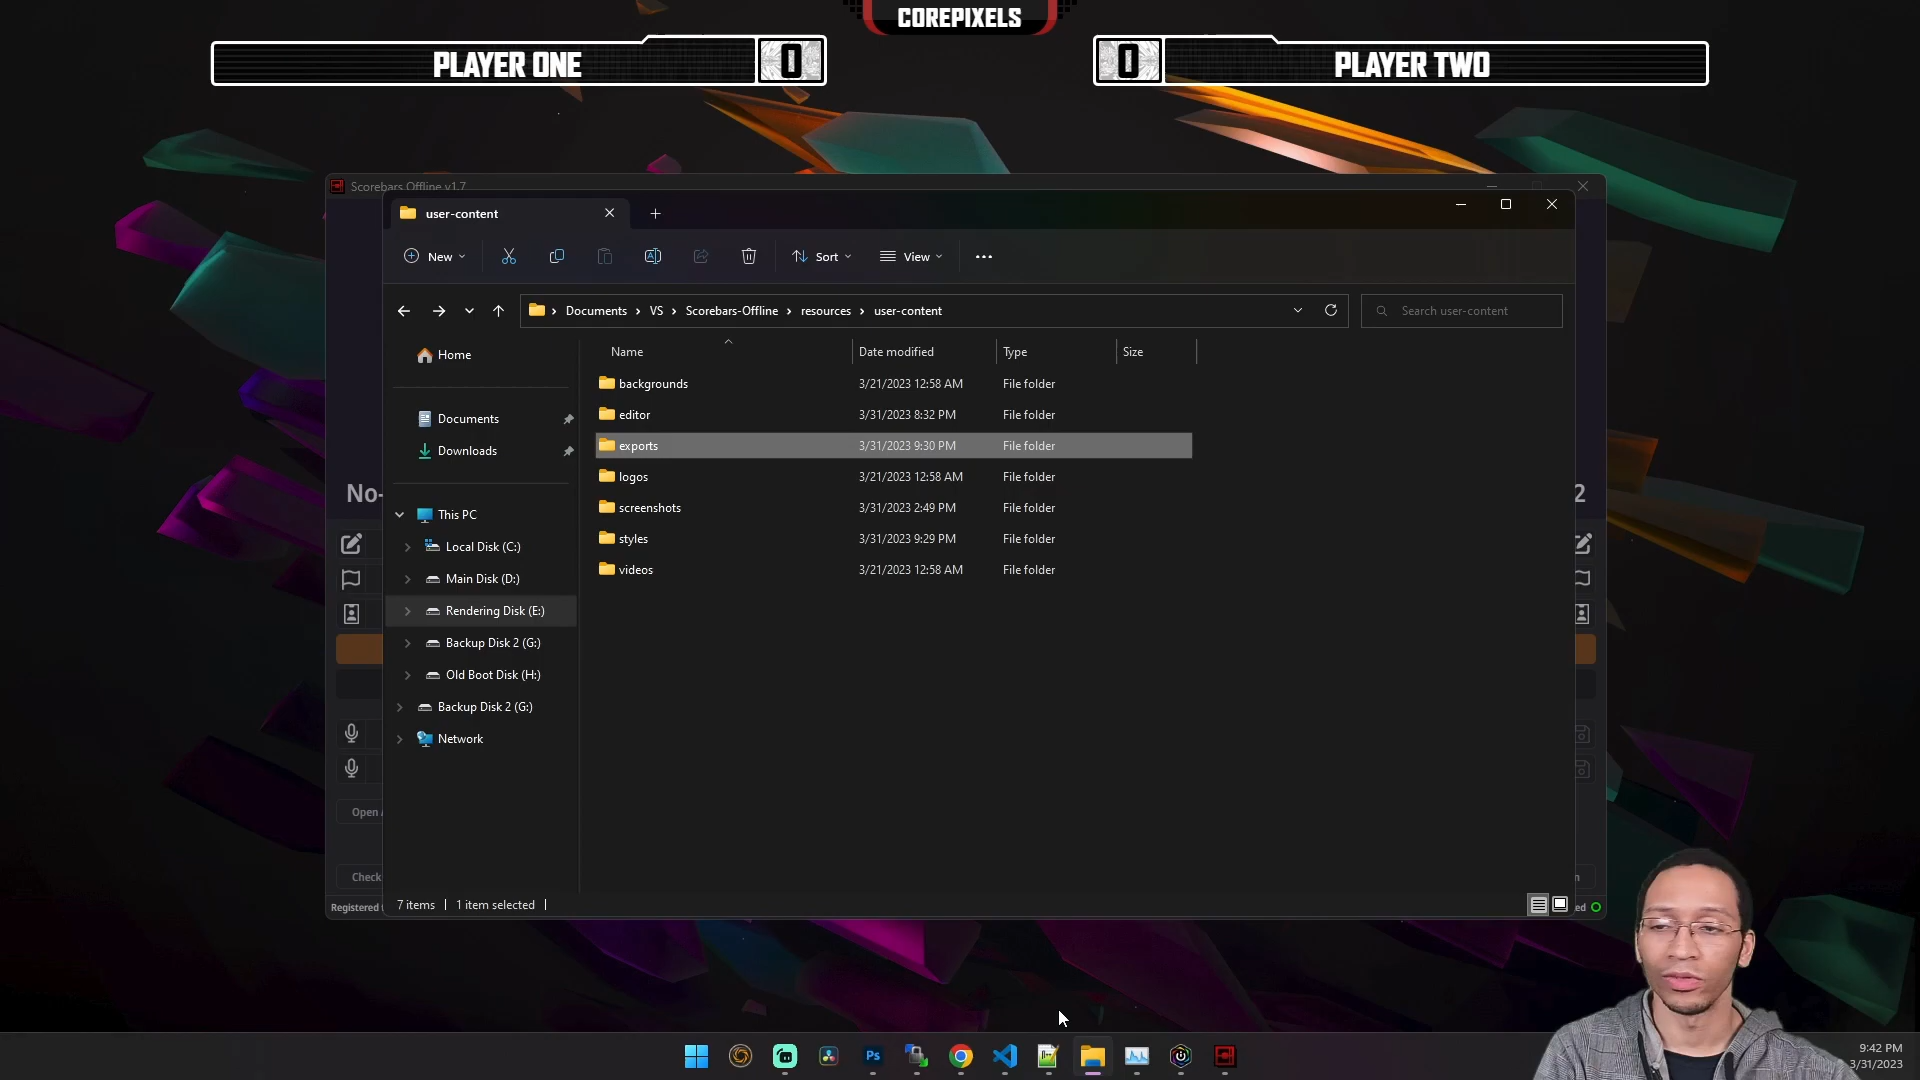 COREPIXELS
PLAYER ONE 0
0 PLAYER TWO
Scorebars Offline v1.7
user-content
New
Sort
View
Documents VS Scorebars-Offline resources user-content
Search user-content
Name Date modified Type Size
Home
Documents
Downloads
This PC
Local Disk (C:)
Main Disk (D:)
Rendering Disk (E:)
Backup Disk 2 (G:)
Old Boot Disk (H:)
Backup Disk 2 (G:)
Network
backgrounds 3/21/2023 12:58 AM File folder
editor 3/31/2023 8:32 PM File folder
exports 3/31/2023 9:30 PM File folder
logos 3/21/2023 12:58 AM File folder
screenshots 3/31/2023 2:49 PM File folder
styles 3/31/2023 9:29 PM File folder
videos 3/21/2023 12:58 AM File folder
No-
2
Open
Check
Registered
ed
7 items 1 item selected
Ps
9:42 PM
3/31/2023